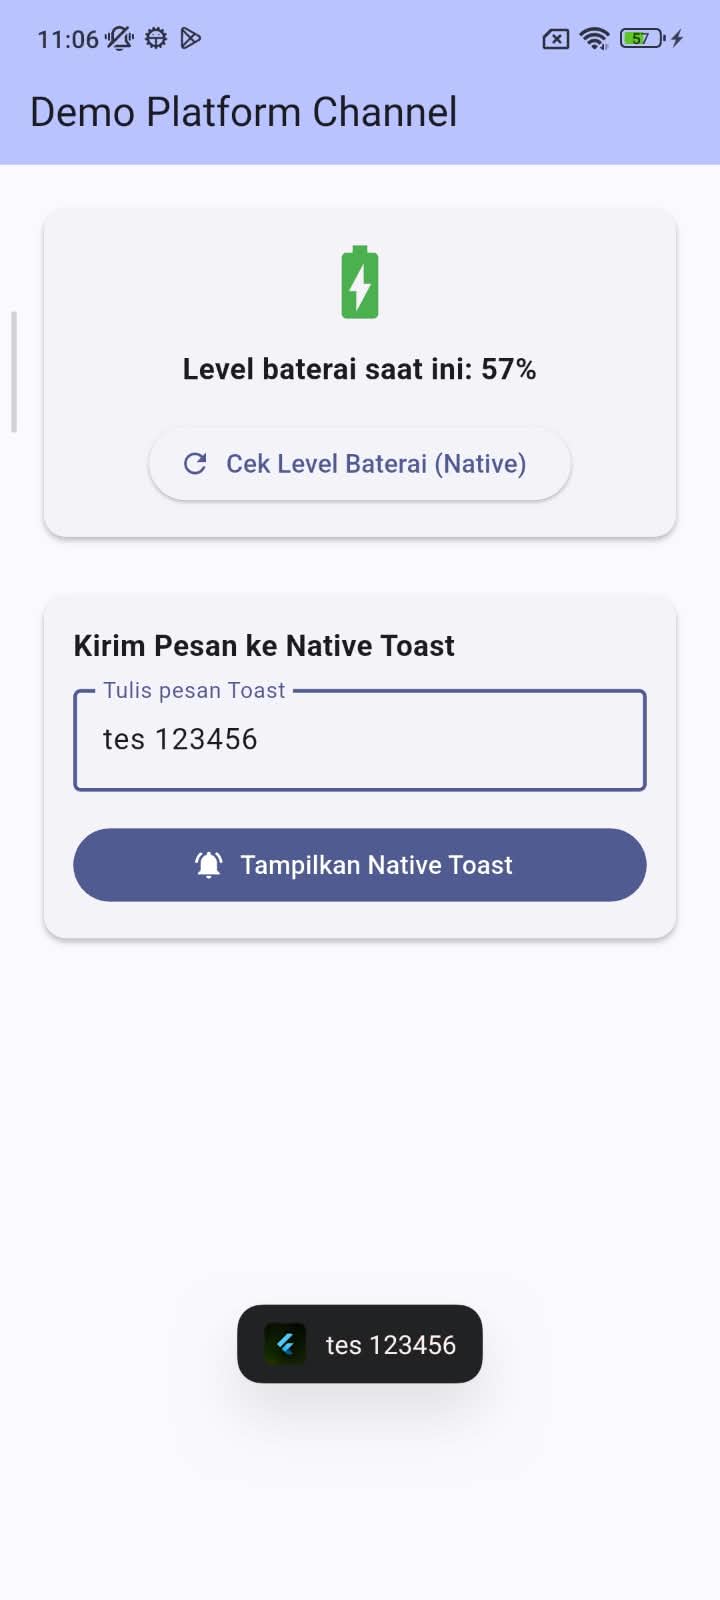 11:06
57
Demo Platform Channel
Level baterai saat ini: 57%
Cek Level Baterai (Native)
Kirim Pesan ke Native Toast
Tulis pesan Toast
tes 123456
Tampilkan Native Toast
tes 123456